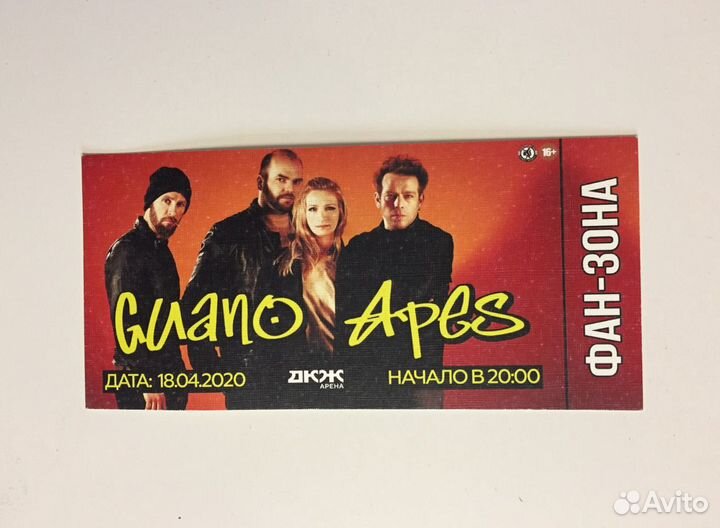 16+
Guano Apes
ДАТА: 18.04.2020
ДКЖ
АРЕНА
НАЧАЛО В 20:00
ФАН-ЗОНА
Avito